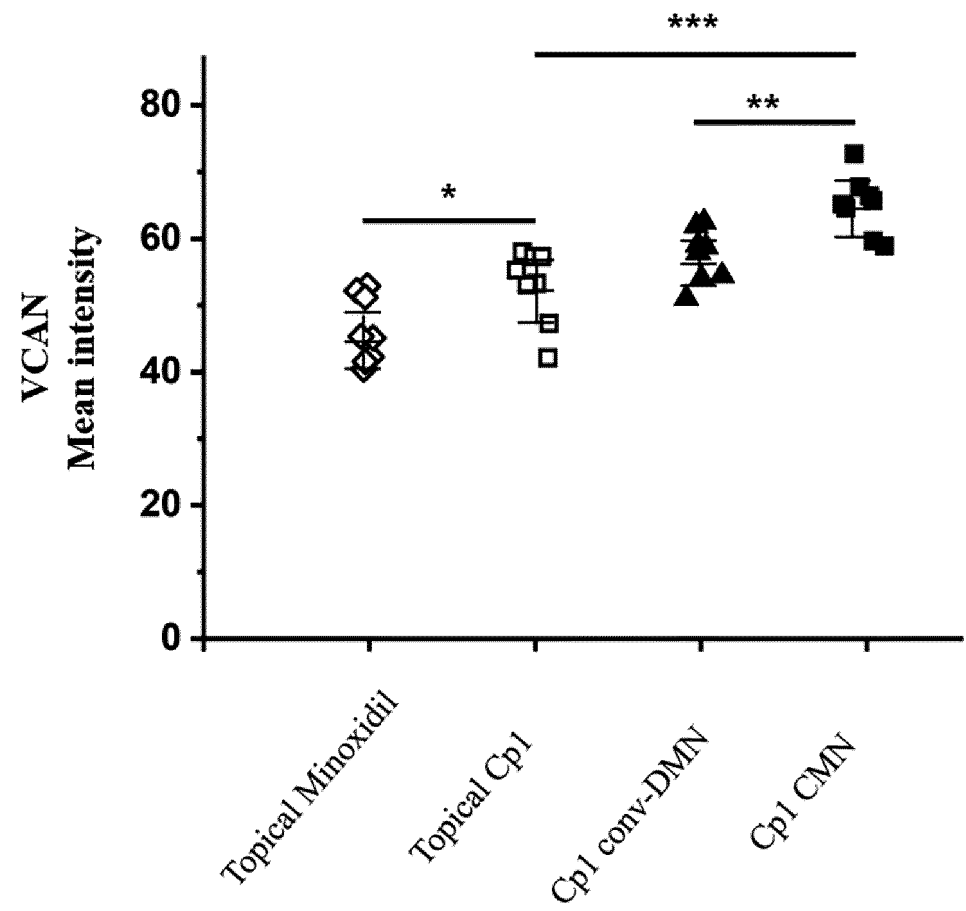 ***
**
*
80
60
40
20
0
VCAN
Mean intensity
Topical Minoxidil
Topical Cp1
Cp1 conv-DMN
Cp1 CMN